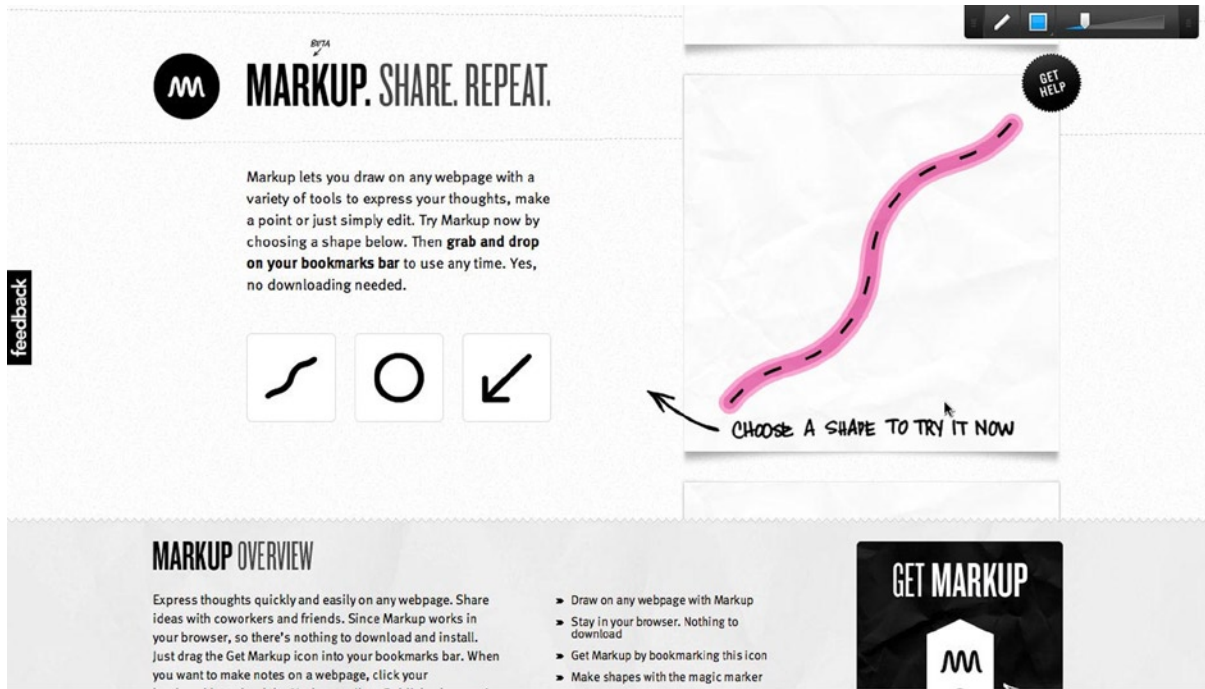 BETA
MARKUP. SHARE. REPEAT.
GET
HELP
Markup lets you draw on any webpage with a
variety of tools to express your thoughts, make
a point or just simply edit. Try Markup now by
choosing a shape below. Then grab and drop
on your bookmarks bar to use any time. Yes,
no downloading needed.
feedback
CHOOSE A SHAPE TO TRY IT NOW
MARKUP OVERVIEW
Express thoughts quickly and easily on any webpage. Share
ideas with coworkers and friends. Since Markup works in
your browser, so there's nothing to download and install.
Just drag the Get Markup icon into your bookmarks bar. When
you want to make notes on a webpage, click your
» Draw on any webpage with Markup
» Stay in your browser. Nothing to
download
» Get Markup by bookmarking this icon
» Make shapes with the magic marker
GET MARKUP